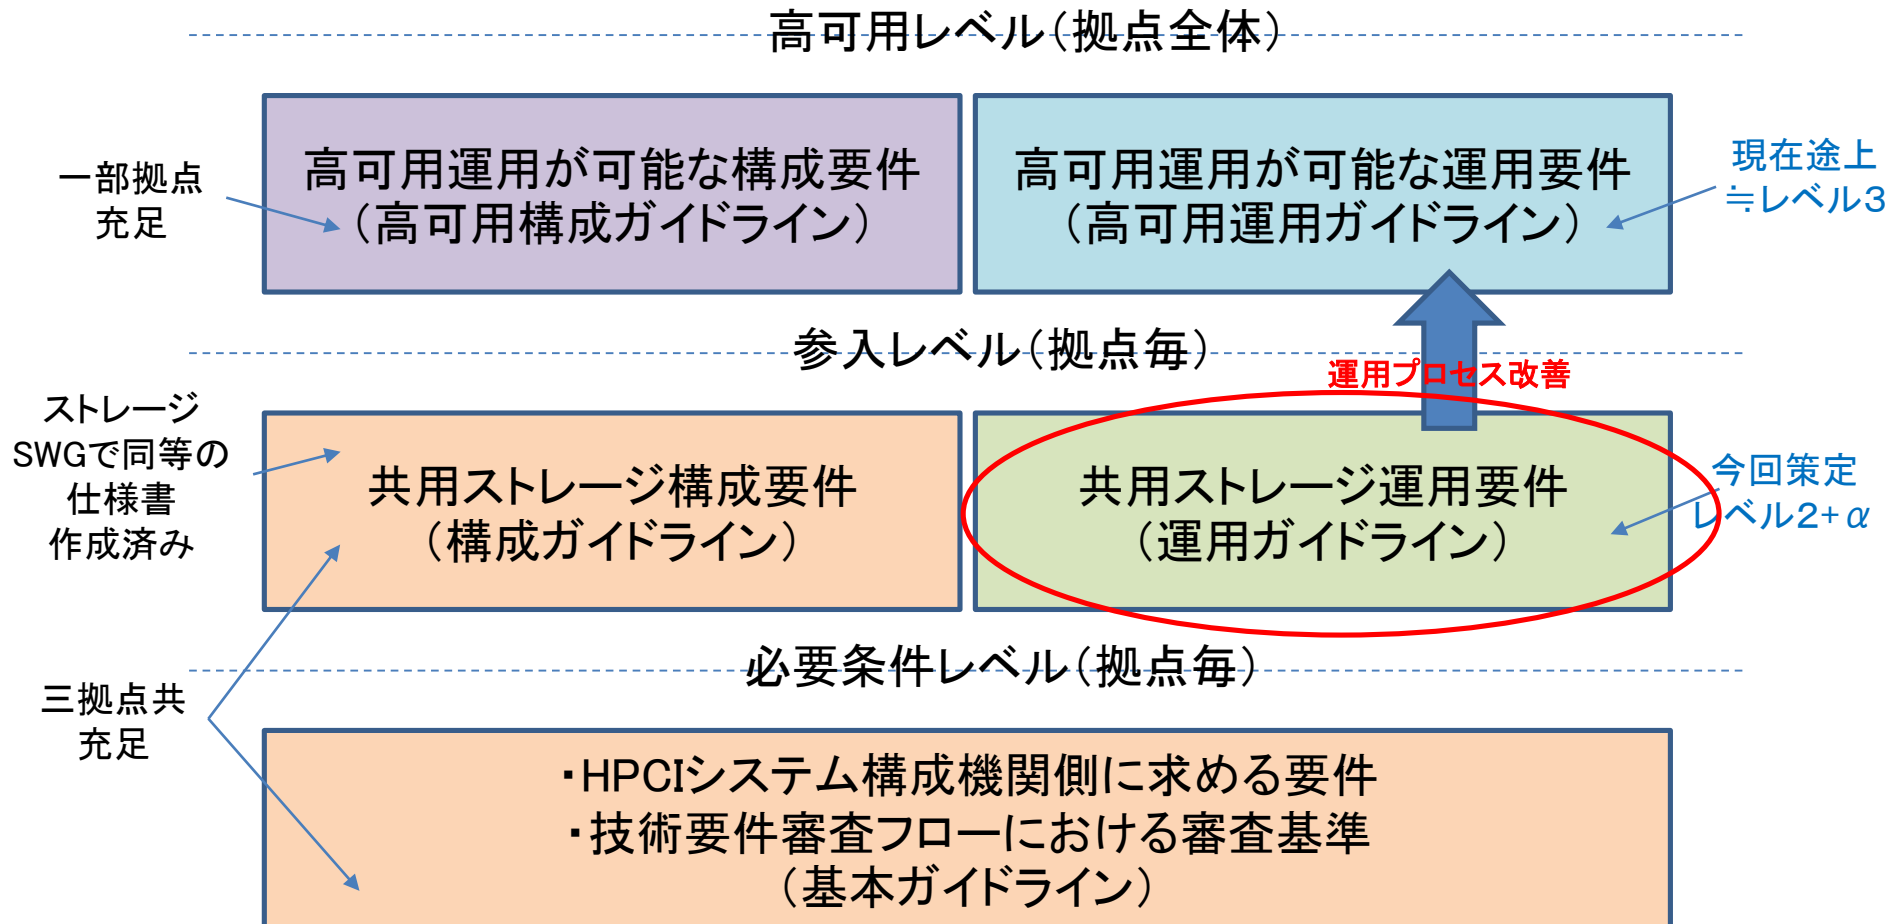 高可用レベル（拠点全体）
一部拠点
充足
高可用運用が可能な構成要件
（高可用構成ガイドライン）
高可用運用が可能な運用要件
（高可用運用ガイドライン）
現在途上
≒レベル3
参入レベル（拠点毎）
運用プロセス改善
ストレージ
SWGで同等の
仕様書
作成済み
共用ストレージ構成要件
（構成ガイドライン）
共用ストレージ運用要件
（運用ガイドライン）
今回策定
レベル2+α
必要条件レベル（拠点毎）
三拠点共
充足
・HPCIシステム構成機関側に求める要件
・技術要件審査フローにおける審査基準
（基本ガイドライン）